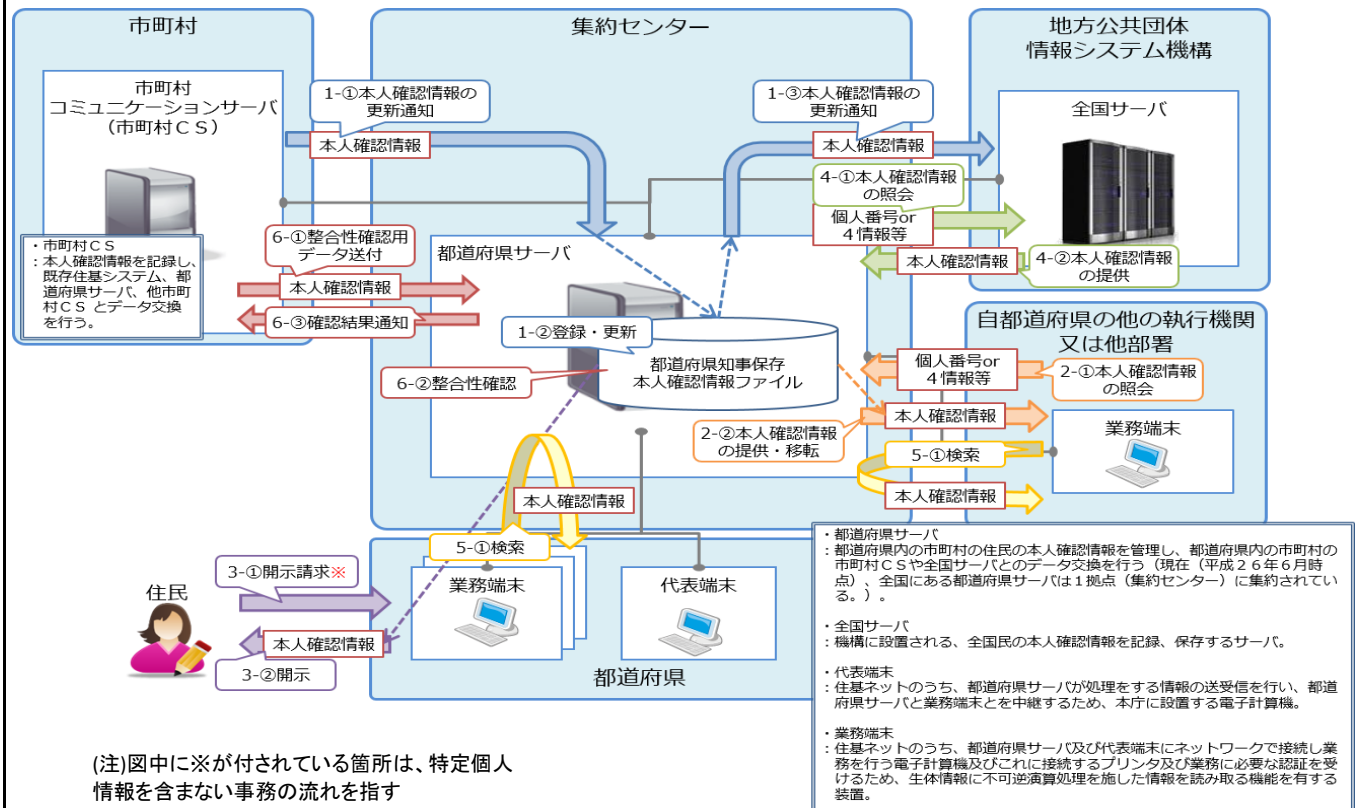 市町村
集約センター
地方公共団体
情報システム機構
市町村
コミュニケーションサーバ
(市町村CS)
1-①本人確認情報の
更新通知
本人確認情報
1-③本人確認情報の
更新通知
本人確認情報
全国サーバ
4-①本人確認情報
の照会
個人番号or
4情報等
本人確認情報
4-②本人確認情報
の提供
・市町村CS
:本人確認情報を記録し、
既存住基システム、都
道府県サーバ、他市町
村CS とデータ交換
を行う。
6-①整合性確認用
データ送付
本人確認情報
6-③確認結果通知
都道府県サーバ
1-②登録・更新
都道府県知事保存
本人確認情報ファイル
6-②整合性確認
自都道府県の他の執行機関
又は他部署
個人番号or
4情報等
2-①本人確認情報
の照会
本人確認情報
2-②本人確認情報
の提供・移転
業務端末
5-①検索
本人確認情報
本人確認情報
5-①検索
業務端末
代表端末
都道府県
住民
3-①開示請求※
本人確認情報
3-②開示
・都道府県サーバ
:都道府県内の市町村の住民の本人確認情報を管理し、都道府県内の市町村の
市町村CSや全国サーバとのデータ交換を行う(現在(平成26年6月時
点)、全国にある都道府県サーバは1拠点(集約センター)に集約されてい
る。)。
・全国サーバ
:機構に設置される、全国民の本人確認情報を記録、保存するサーバ。
・代表端末
:住基ネットのうち、都道府県サーバが処理をする情報の送受信を行い、都道
府県サーバと業務端末とを中継するため、本庁に設置する電子計算機。
・業務端末
:住基ネットのうち、都道府県サーバ及び代表端末にネットワークで接続し業
務を行う電子計算機及びこれに接続するプリンタ及び業務に必要な認証を受
けるため、生体情報に不可逆演算処理を施した情報を読み取る機能を有する
装置。
(注)図中に※が付されている箇所は、特定個人
情報を含まない事務の流れを指す